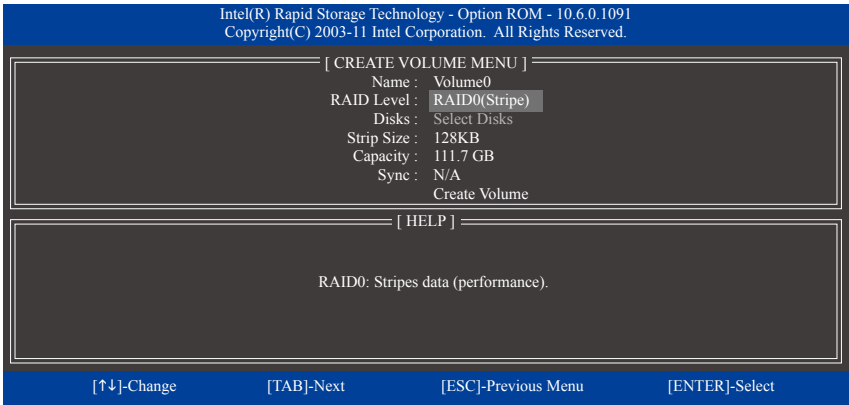 Intel(R) Rapid Storage Technology - Option ROM - 10.6.0.1091
Copyright(C) 2003-11 Intel Corporation. All Rights Reserved.
[ CREATE VOLUME MENU ]
Name : Volume0
RAID Level : RAID0(Stripe)
Disks : Select Disks
Strip Size : 128KB
Capacity : 111.7 GB
Sync : N/A
Create Volume
[ HELP ]
RAID0: Stripes data (performance).
[↑↓]-Change [TAB]-Next [ESC]-Previous Menu [ENTER]-Select